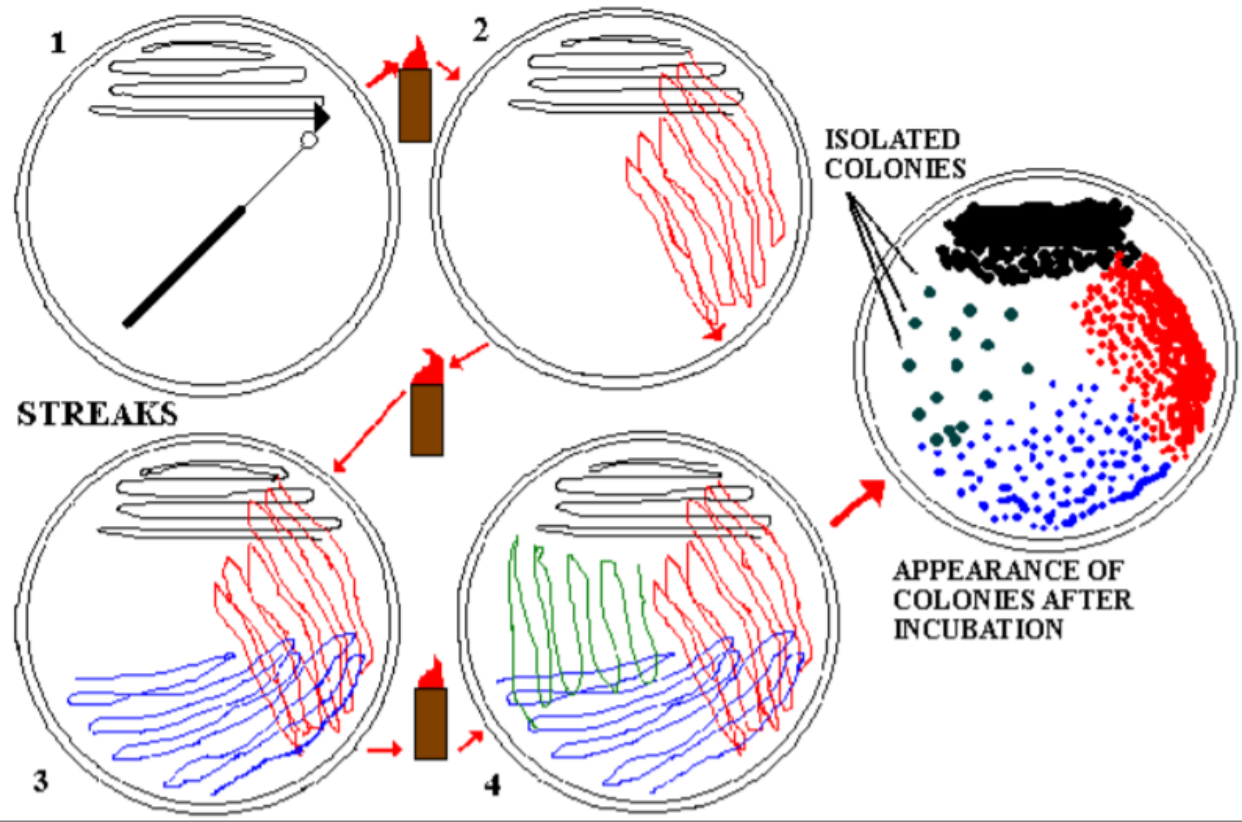 1
2
ISOLATED
COLONIES
STREAKS
3
4
APPEARANCE OF
COLONIES AFTER
INCUBATION